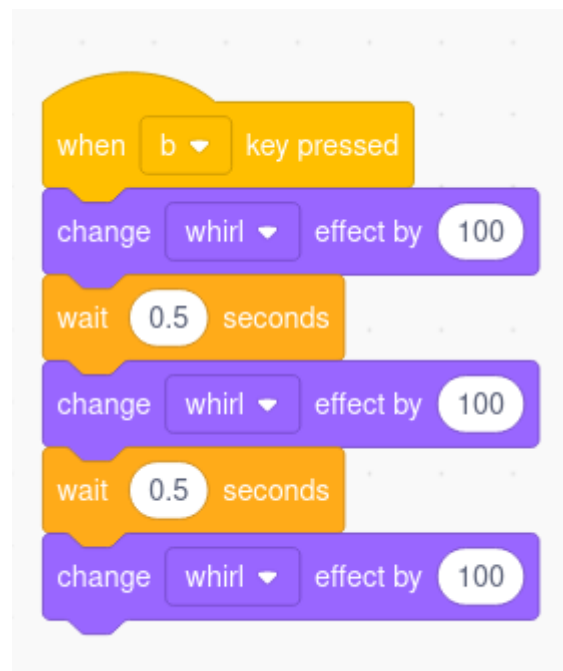 when b key pressed
change whirl effect by 100
wait 0.5 seconds
change whirl effect by 100
wait 0.5 seconds
change whirl effect by 100